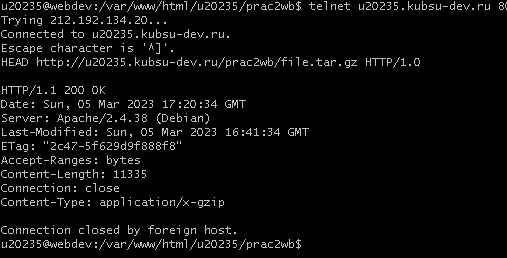 u20235@webdev:/var/www/html/u20235/prac2wb$ telnet u20235.kubsu-dev.ru 80
Trying 212.192.134.20...
Connected to u20235.kubsu-dev.ru.
Escape character is '^]'.
HEAD http://u20235.kubsu-dev.ru/prac2wb/file.tar.gz HTTP/1.0
HTTP/1.1 200 OK
Date: Sun, 05 Mar 2023 17:20:34 GMT
Server: Apache/2.4.38 (Debian)
Last-Modified: Sun, 05 Mar 2023 16:41:34 GMT
ETag: "2c47-5f629d9f888f8"
Accept-Ranges: bytes
Content-Length: 11335
Connection: close
Content-Type: application/x-gzip
Connection closed by foreign host.
u20235@webdev:/var/www/html/u20235/prac2wb$